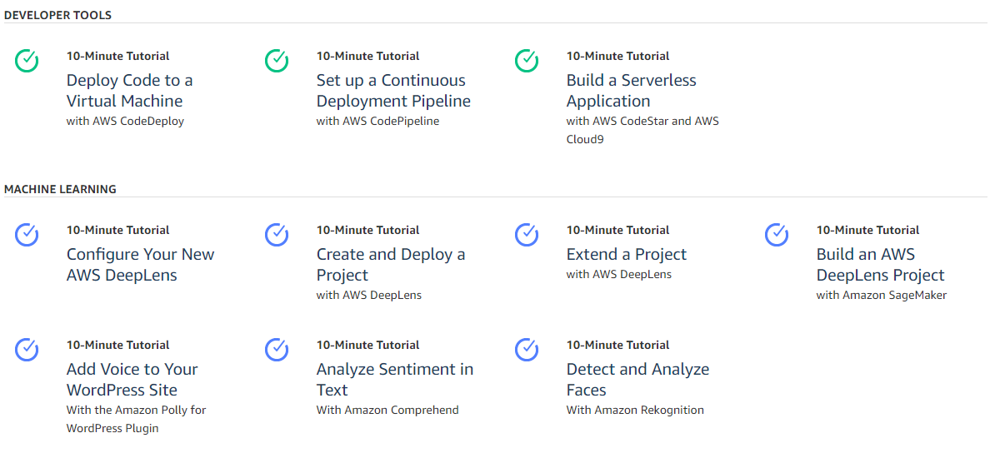 DEVELOPER TOOLS
10-Minute Tutorial
Deploy Code to a
Virtual Machine
with AWS CodeDeploy
10-Minute Tutorial
Set up a Continuous
Deployment Pipeline
with AWS CodePipeline
10-Minute Tutorial
Build a Serverless
Application
with AWS CodeStar and AWS
Cloud9
MACHINE LEARNING
10-Minute Tutorial
Configure Your New
AWS DeepLens
10-Minute Tutorial
Create and Deploy a
Project
with AWS DeepLens
10-Minute Tutorial
Extend a Project
with AWS DeepLens
10-Minute Tutorial
Build an AWS
DeepLens Project
with Amazon SageMaker
10-Minute Tutorial
Add Voice to Your
WordPress Site
With the Amazon Polly for
WordPress Plugin
10-Minute Tutorial
Analyze Sentiment in
Text
With Amazon Comprehend
10-Minute Tutorial
Detect and Analyze
Faces
With Amazon Rekognition